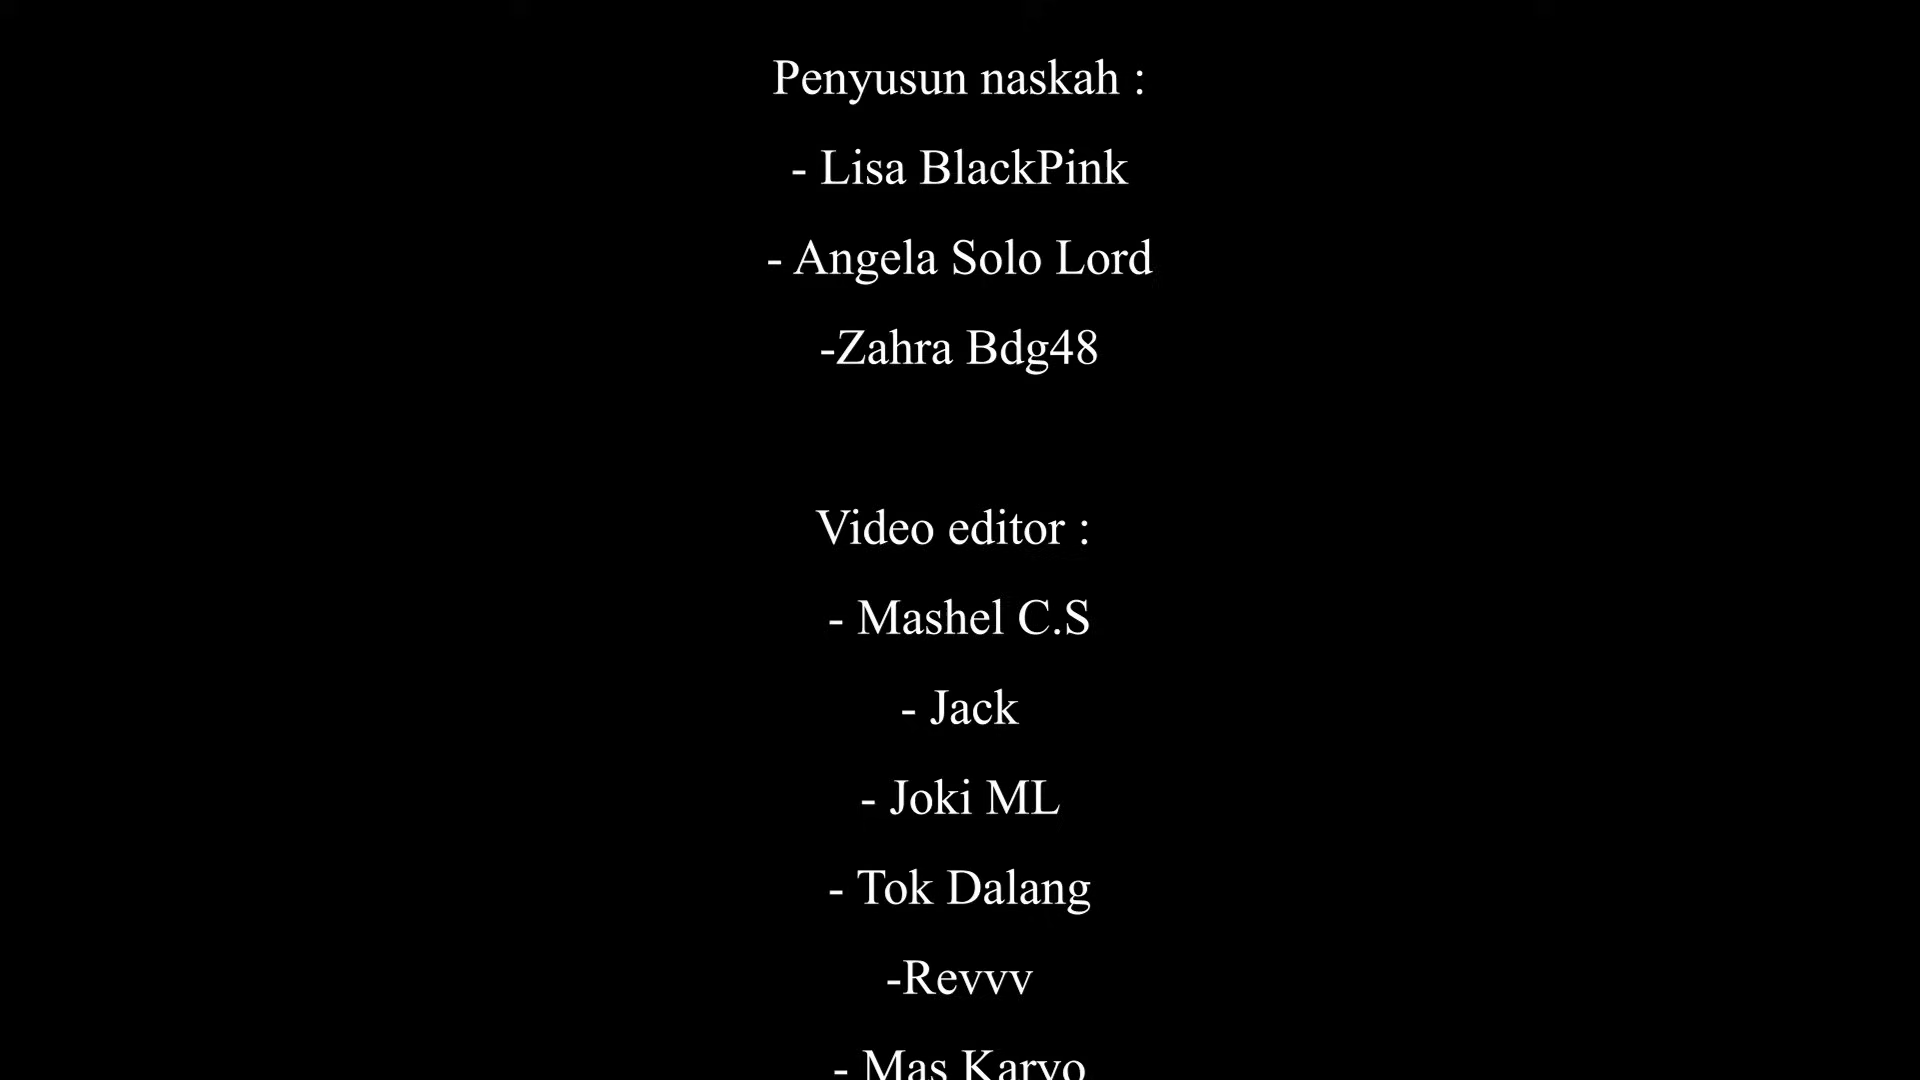 Penyusun naskah :
- Lisa BlackPink
- Angela Solo Lord
-Zahra Bdg48
Video editor :
- Mashel C.S
- Jack
- Joki ML
- Tok Dalang
-Revvv
- Mas Karyo